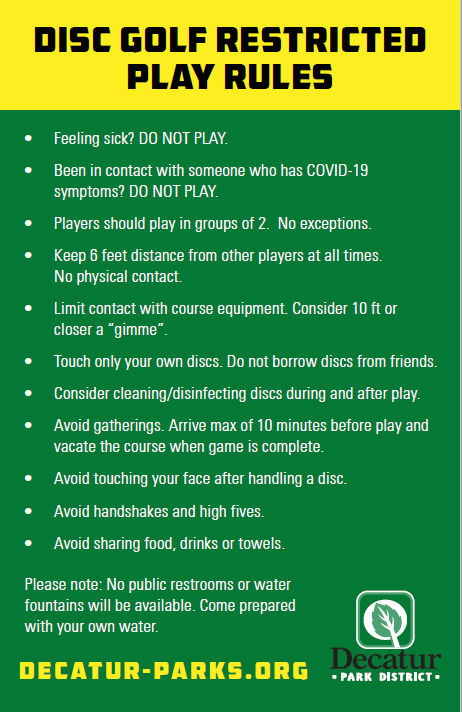 DISC GOLF RESTRICTED
PLAY RULES
• Feeling sick? DO NOT PLAY.
• Been in contact with someone who has COVID-19
symptoms? DO NOT PLAY.
• Players should play in groups of 2.  No exceptions.
• Keep 6 feet distance from other players at all times.
No physical contact.
• Limit contact with course equipment. Consider 10 ft or
closer a “gimme”.
• Touch only your own discs. Do not borrow discs from friends.
• Consider cleaning/disinfecting discs during and after play.
• Avoid gatherings. Arrive max of 10 minutes before play and
vacate the course when game is complete.
• Avoid touching your face after handling a disc.
• Avoid handshakes and high fives.
• Avoid sharing food, drinks or towels.
Please note: No public restrooms or water
fountains will be available. Come prepared
with your own water.
DECATUR-PARKS.ORG
Decatur
• PARK DISTRICT •